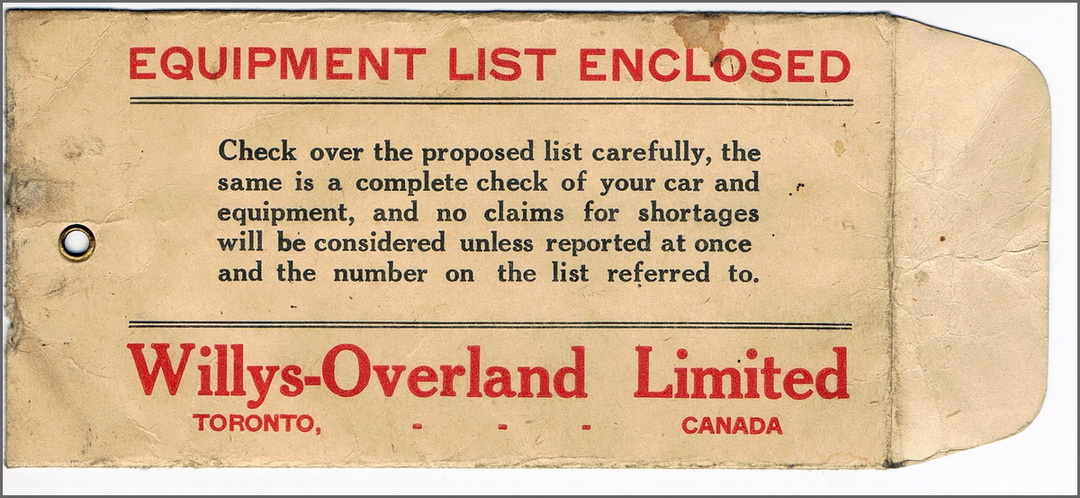 EQUIPMENT LIST ENCLOSED
Check over the proposed list carefully, the
same is a complete check of your car and
equipment, and no claims for shortages
will be considered unless reported at once
and the number on the list referred to.
Willys-Overland Limited
TORONTO, - - - CANADA